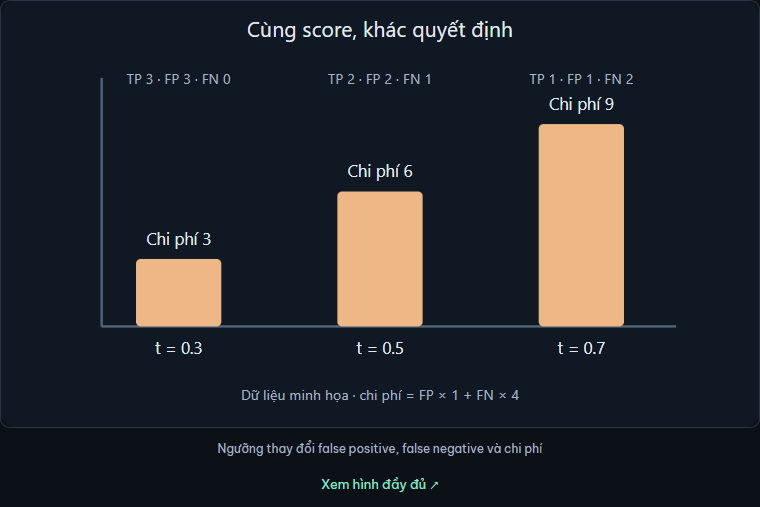 Cùng score, khác quyết định
TP 3 · FP 3 · FN 0
TP 2 · FP 2 · FN 1
TP 1 · FP 1 · FN 2
Chi phí 9
Chi phí 6
Chi phí 3
t = 0.3
t = 0.5
t = 0.7
Dữ liệu minh họa · chi phí = FP × 1 + FN × 4
Ngưỡng thay đổi false positive, false negative và chi phí
Xem hình đầy đủ ↗